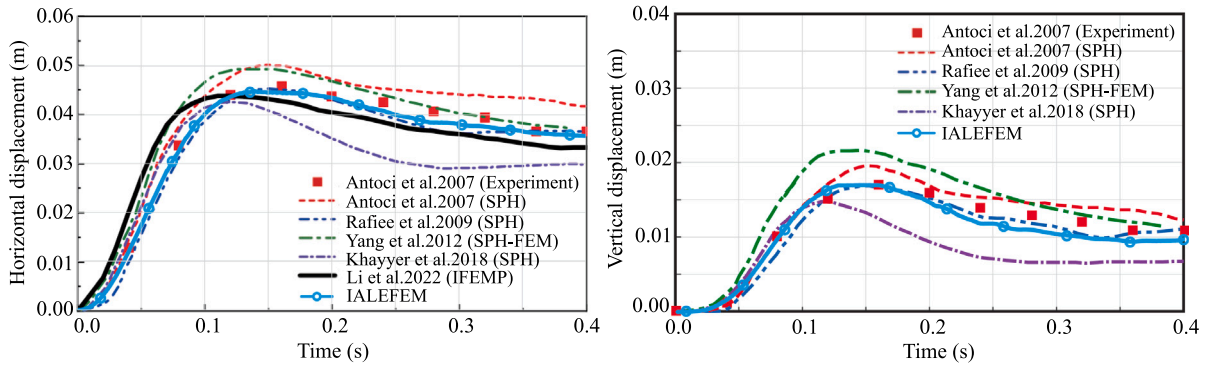 Horizontal displacement (m)
0.06
0.05
0.04
0.03
0.02
0.01
0.00
0.0 0.1 0.2 0.3 0.4
Time (s)
Antoci et al.2007 (Experiment)
Antoci et al.2007 (SPH)
Rafiee et al.2009 (SPH)
Yang et al.2012 (SPH-FEM)
Khayyer et al.2018 (SPH)
Li et al.2022 (IFEMP)
IALEFEM
Vertical displacement (m)
0.04
0.03
0.02
0.01
0.00
0.0 0.1 0.2 0.3 0.4
Time (s)
Antoci et al.2007 (Experiment)
Antoci et al.2007 (SPH)
Rafiee et al.2009 (SPH)
Yang et al.2012 (SPH-FEM)
Khayyer et al.2018 (SPH)
IALEFEM